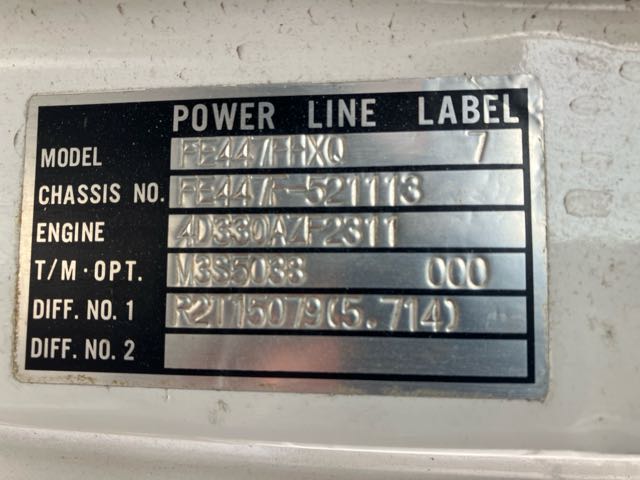 POWER LINE LABEL
MODEL FE447FHXQ 7
CHASSIS NO. FE447F-521113
ENGINE 4D330AZF2311
T/M·OPT. M3S5033 000
DIFF. NO. 1 R2T15079(5.714)
DIFF. NO. 2